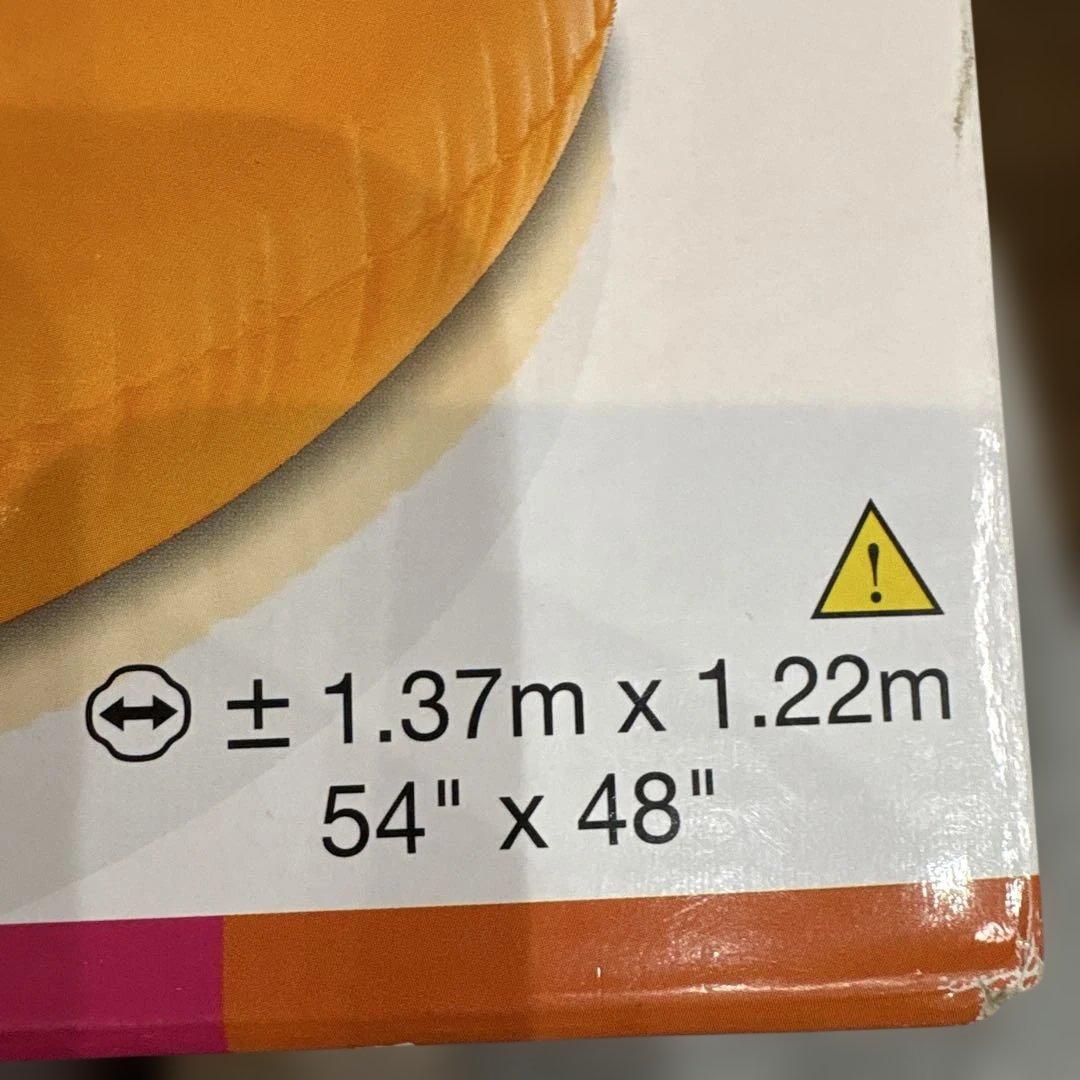 ± 1.37m x 1.22m
54" x 48"